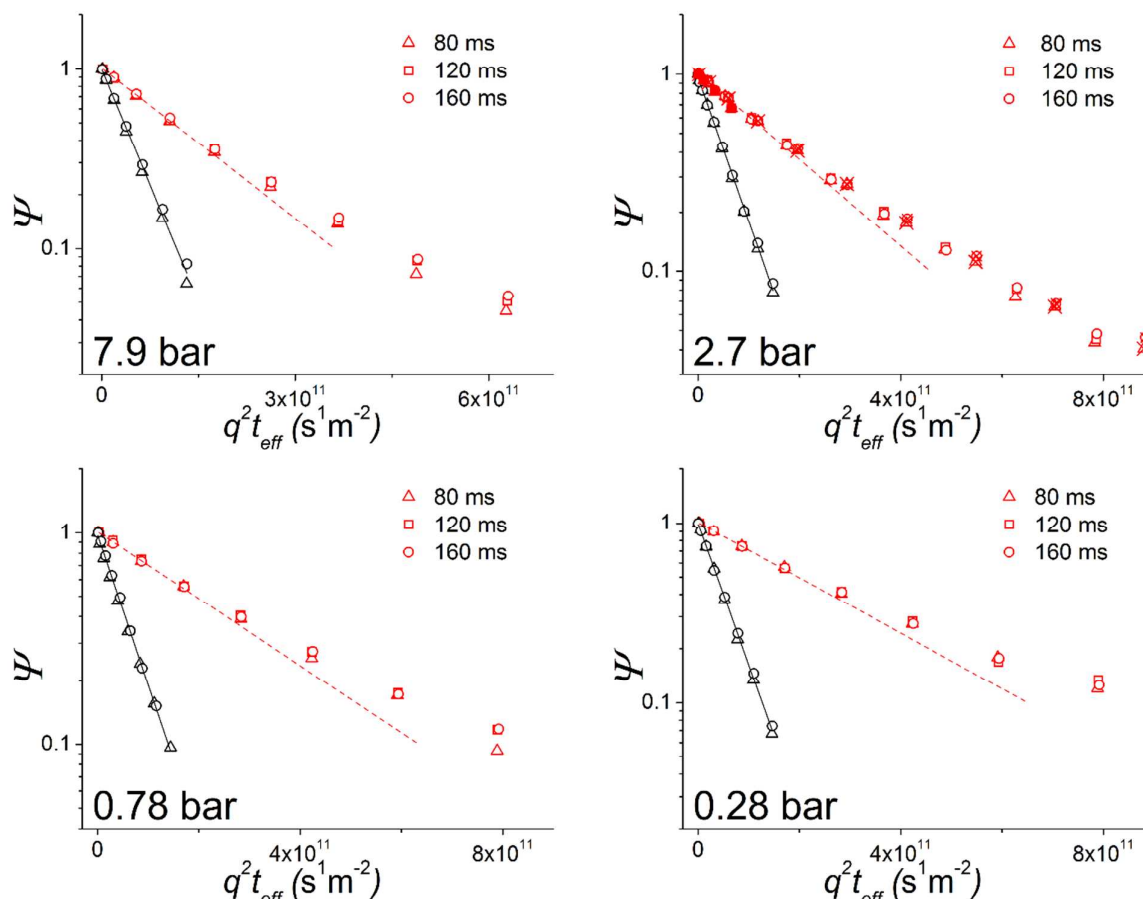 △ 80 ms
□ 120 ms
○ 160 ms
1
0.1
Ψ
7.9 bar
0
3x10¹¹
6x10¹¹
q²t_eff (s¹m⁻²)
△ 80 ms
□ 120 ms
○ 160 ms
1
0.1
Ψ
2.7 bar
0
4x10¹¹
8x10¹¹
q²t_eff (s¹m⁻²)
△ 80 ms
□ 120 ms
○ 160 ms
1
0.1
Ψ
0.78 bar
0
4x10¹¹
8x10¹¹
q²t_eff (s¹m⁻²)
△ 80 ms
□ 120 ms
○ 160 ms
1
0.1
Ψ
0.28 bar
0
4x10¹¹
8x10¹¹
q²t_eff (s¹m⁻²)